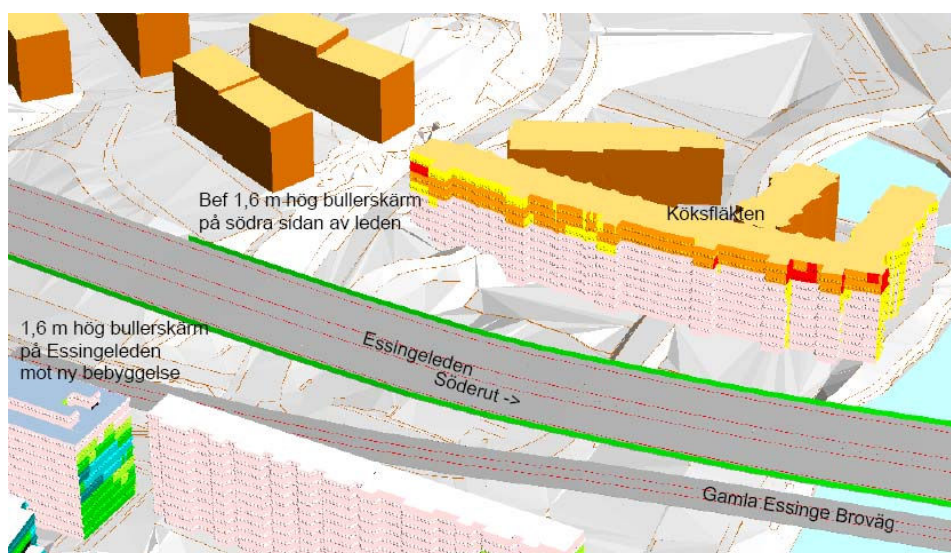 Bef 1,6 m hög bullerskärm
på södra sidan av leden
Köksfläkten
1,6 m hög bullerskärm
på Essingeleden
mot ny bebyggelse
Essingeleden
Söderut ->
Gamla Essinge Broväg